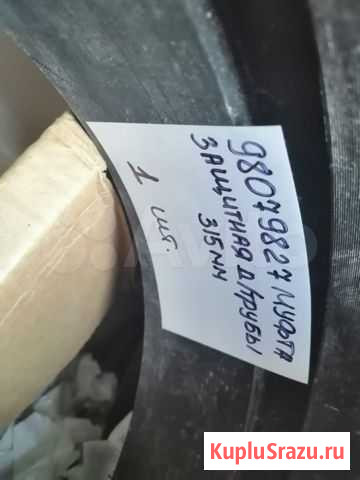 98079827 МУФТА
ЗАЩИТНАЯ Д/ТРУБЫ
315ММ
1 шт.
KupluSrazu.ru